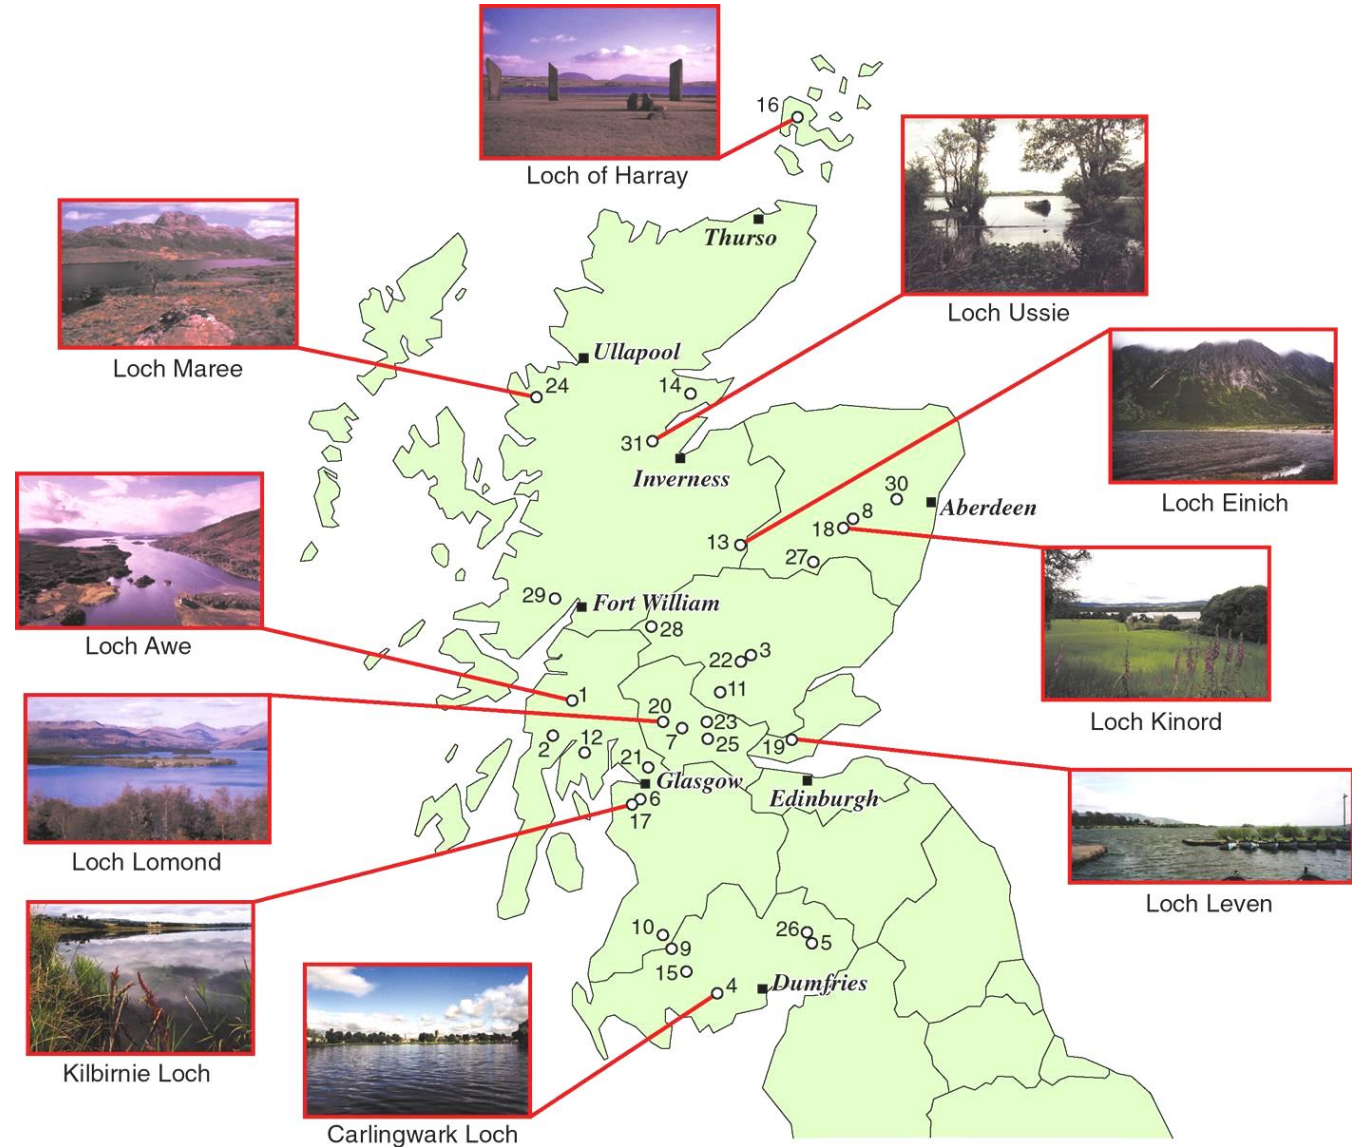 16
Loch of Harray
Thurso
Loch Ussie
Ullapool
Loch Maree
24
14
31
Inverness
30
Loch Einich
8
Aberdeen
18
13
27
29
Fort William
28
Loch Awe
3
22
11
1
20
23
Loch Kinord
7
25
2
12
19
21
Glasgow
Edinburgh
6
17
Loch Lomond
Loch Leven
10
26
9
5
15
4
Dumfries
Kilbirnie Loch
Carlingwark Loch